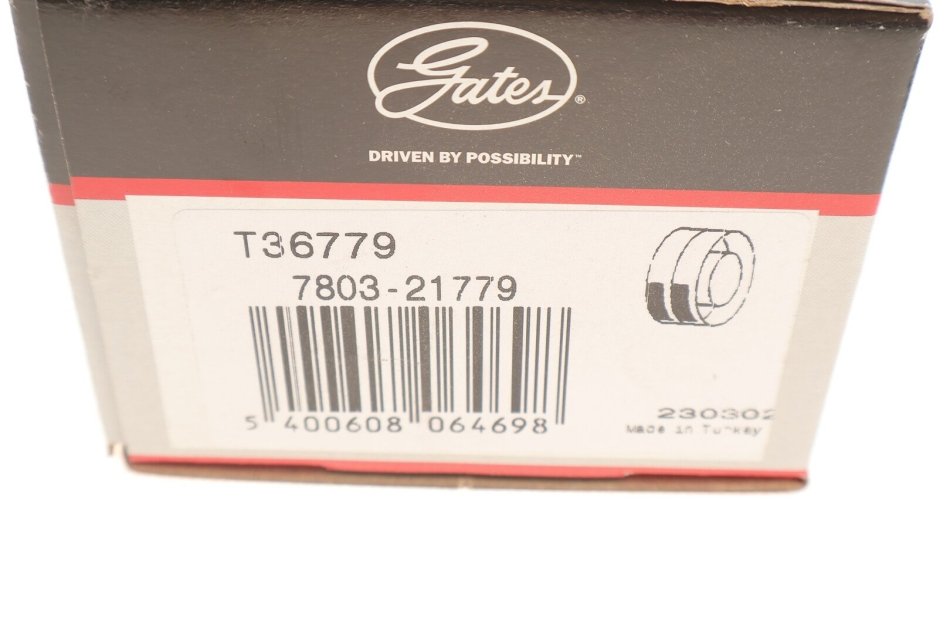 Gates®
DRIVEN BY POSSIBILITY™
T36779
7803-21779
5 400608 064698
230302
Made in Turkey